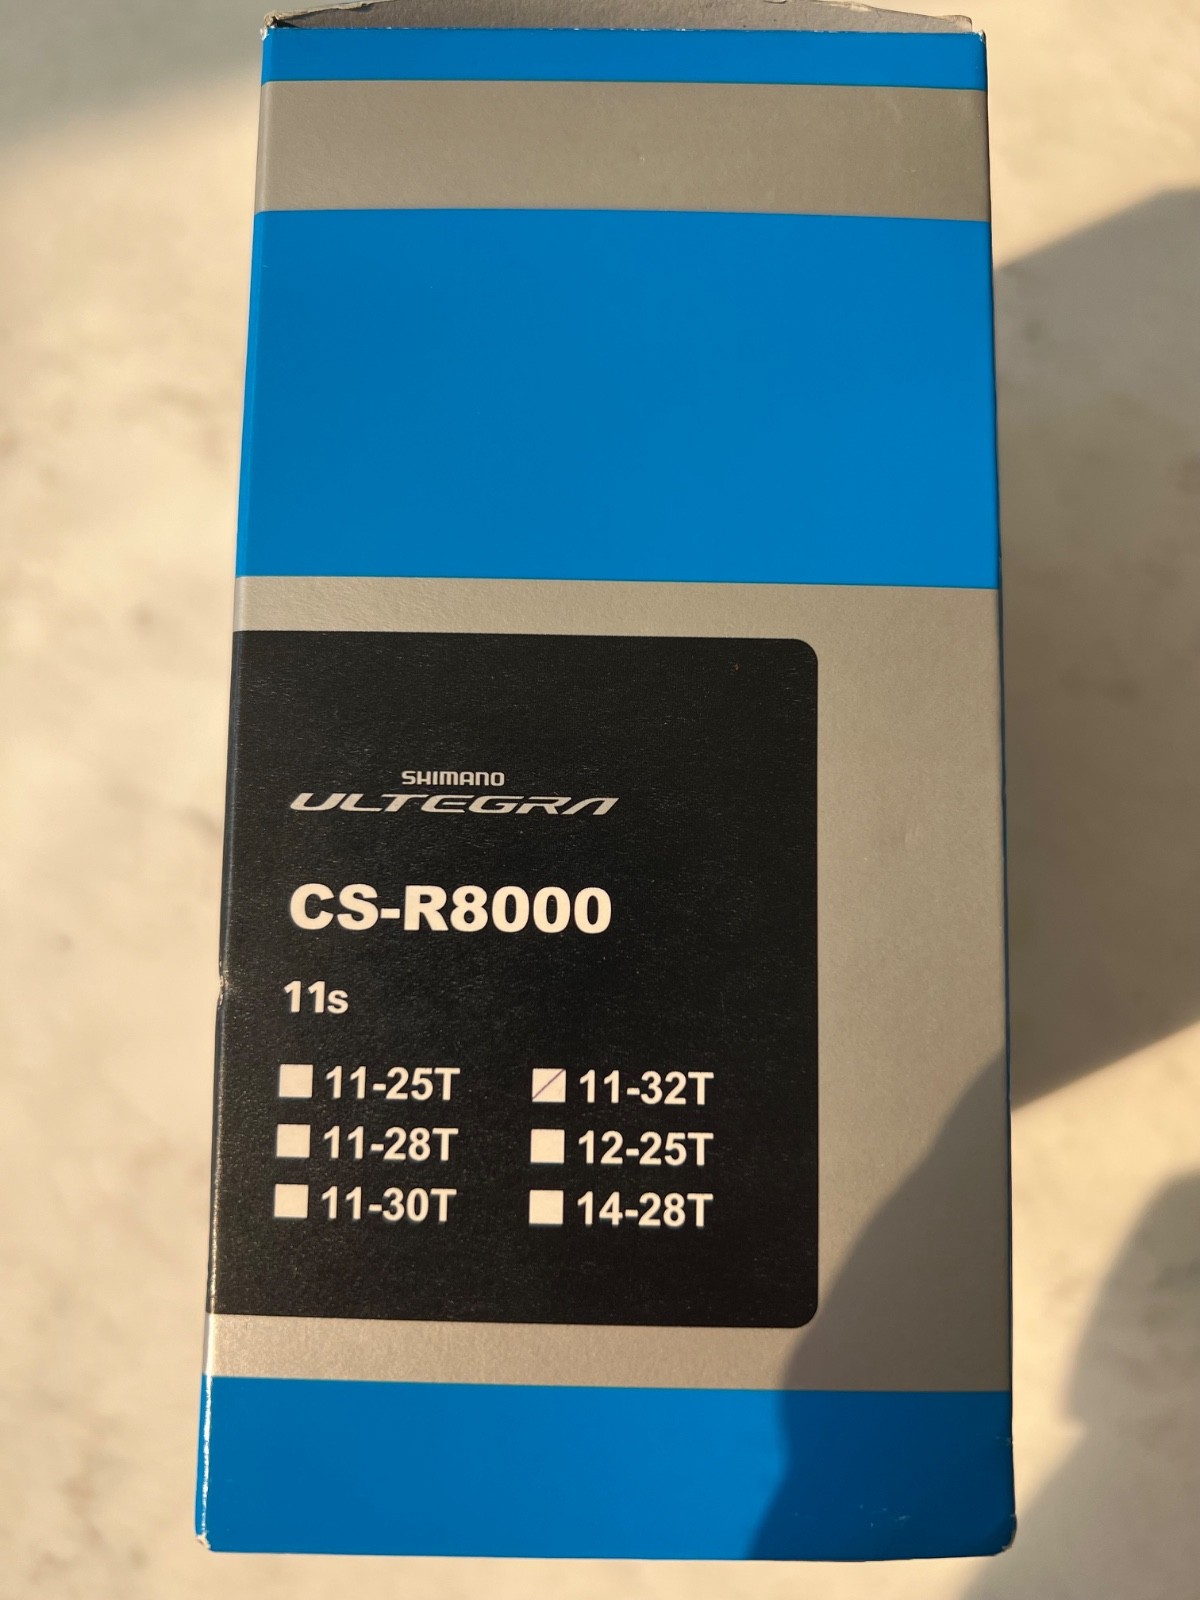 SHIMANO
ULTEGRA
CS-R8000
11s
11-25T 11-32T
11-28T 12-25T
11-30T 14-28T